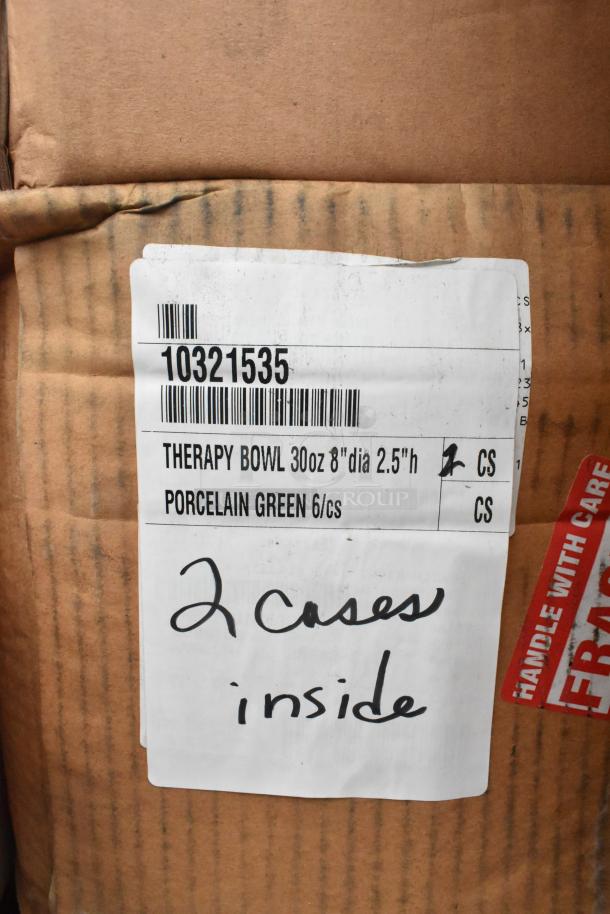 10321535
THERAPY BOWL 30oz 8"dia 2.5"h 2 CS
PORCELAIN GREEN 6/cs CS
2 cases
inside
HANDLE WITH CARE
GROUP